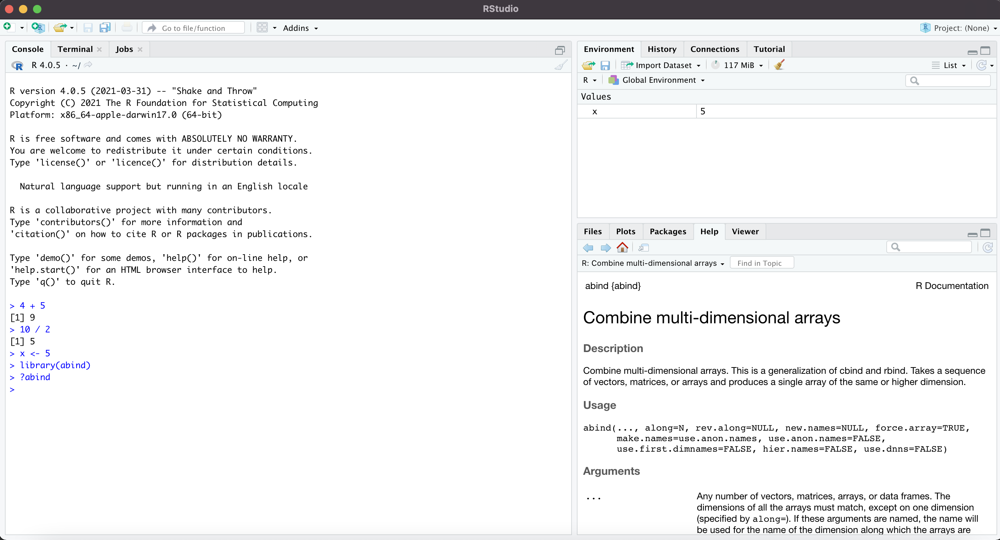 RStudio
Go to file/function
Addins
Project: (None)
Console Terminal Jobs
R 4.0.5 · ~/
R version 4.0.5 (2021-03-31) -- "Shake and Throw"
Copyright (C) 2021 The R Foundation for Statistical Computing
Platform: x86_64-apple-darwin17.0 (64-bit)
R is free software and comes with ABSOLUTELY NO WARRANTY.
You are welcome to redistribute it under certain conditions.
Type 'license()' or 'licence()' for distribution details.
Natural language support but running in an English locale
R is a collaborative project with many contributors.
Type 'contributors()' for more information and
'citation()' on how to cite R or R packages in publications.
Type 'demo()' for some demos, 'help()' for on-line help, or
'help.start()' for an HTML browser interface to help.
Type 'q()' to quit R.
> 4 + 5
[1] 9
> 10 / 2
[1] 5
> x <- 5
> library(abind)
> ?abind
>
Environment History Connections Tutorial
Import Dataset 117 MiB List
R Global Environment
Values
x 5
Files Plots Packages Help Viewer
R: Combine multi-dimensional arrays Find in Topic
abind {abind} R Documentation
Combine multi-dimensional arrays
Description
Combine multi-dimensional arrays. This is a generalization of cbind and rbind. Takes a sequence
of vectors, matrices, or arrays and produces a single array of the same or higher dimension.
Usage
abind(..., along=N, rev.along=NULL, new.names=NULL, force.array=TRUE,
make.names=use.anon.names, use.anon.names=FALSE,
use.first.dimnames=FALSE, hier.names=FALSE, use.dnns=FALSE)
Arguments
... Any number of vectors, matrices, arrays, or data frames. The
dimensions of all the arrays must match, except on one dimension
(specified by along=). If these arguments are named, the name will
be used for the name of the dimension along which the arrays are